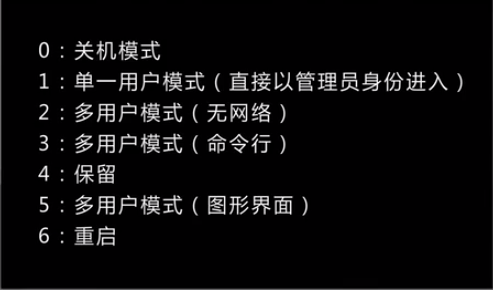 0：关机模式
1：单一用户模式（直接以管理员身份进入）
2：多用户模式（无网络）
3：多用户模式（命令行）
4：保留
5：多用户模式（图形界面）
6：重启